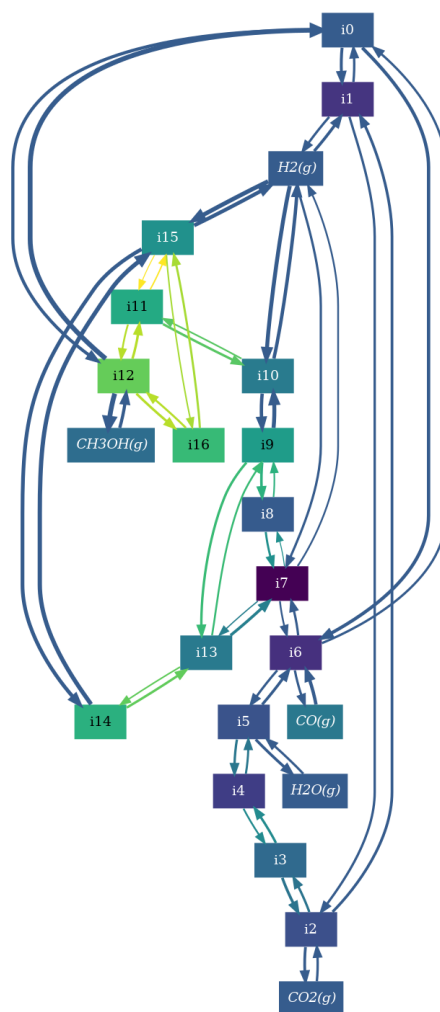 i0
i1
H2(g)
i15
i11
i12
i10
CH3OH(g)
i16
i9
i8
i7
i13
i6
i14
i5
CO(g)
i4
H2O(g)
i3
i2
CO2(g)